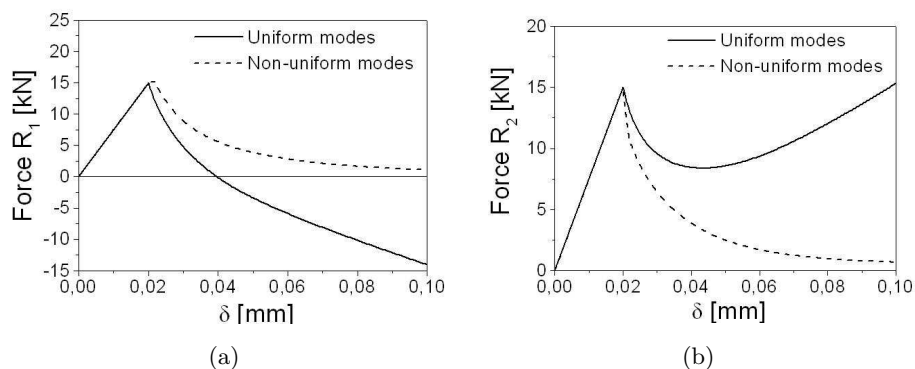 Force R1 [kN]
25
20
15
10
5
0
-5
-10
-15
Uniform modes
Non-uniform modes
0,00 0,02 0,04 0,06 0,08 0,10
δ [mm]
(a)
Force R2 [kN]
20
15
10
5
0
Uniform modes
Non-uniform modes
0,00 0,02 0,04 0,06 0,08 0,10
δ [mm]
(b)